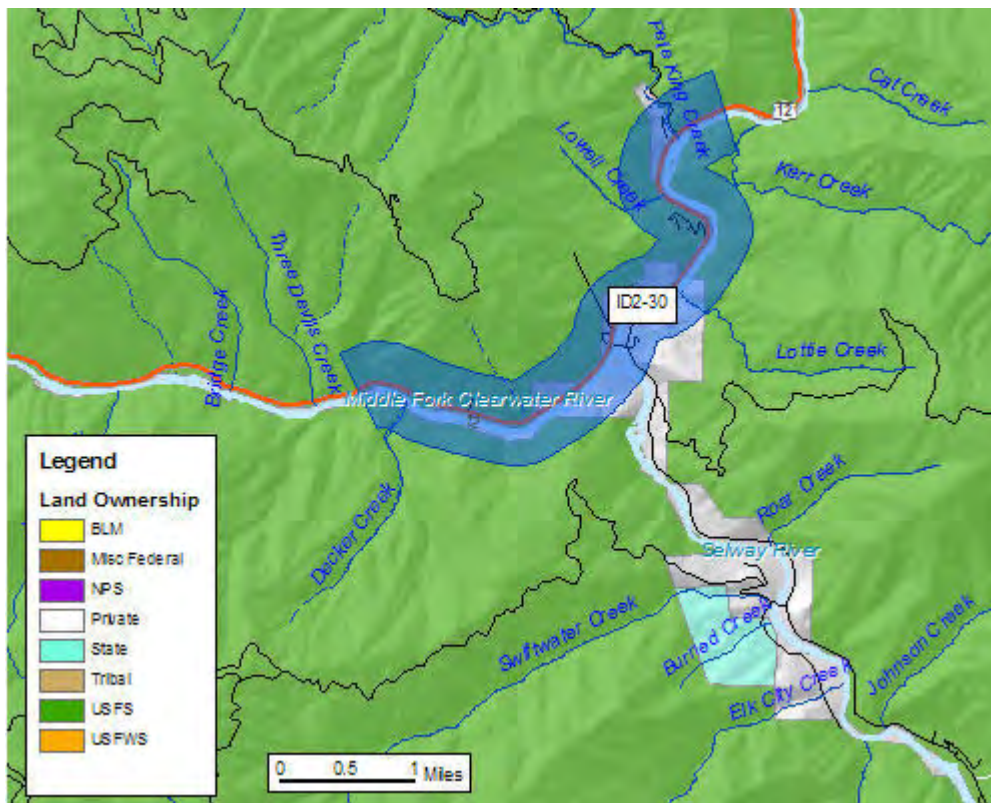 Pete King Creek
Cat Creek
12
Lowell Creek
Kerr Creek
Three Devils Creek
Bridge Creek
ID2-30
Lottie Creek
Middle Fork Clearwater River
Decker Creek
Roar Creek
Selway River
Swiftwater Creek
Burned Creek
Johnson Creek
Elk City Creek
Legend
Land Ownership
BLM
Misc Federal
NPS
Private
State
Tribal
USFS
USFWS
0 0.5 1 Miles